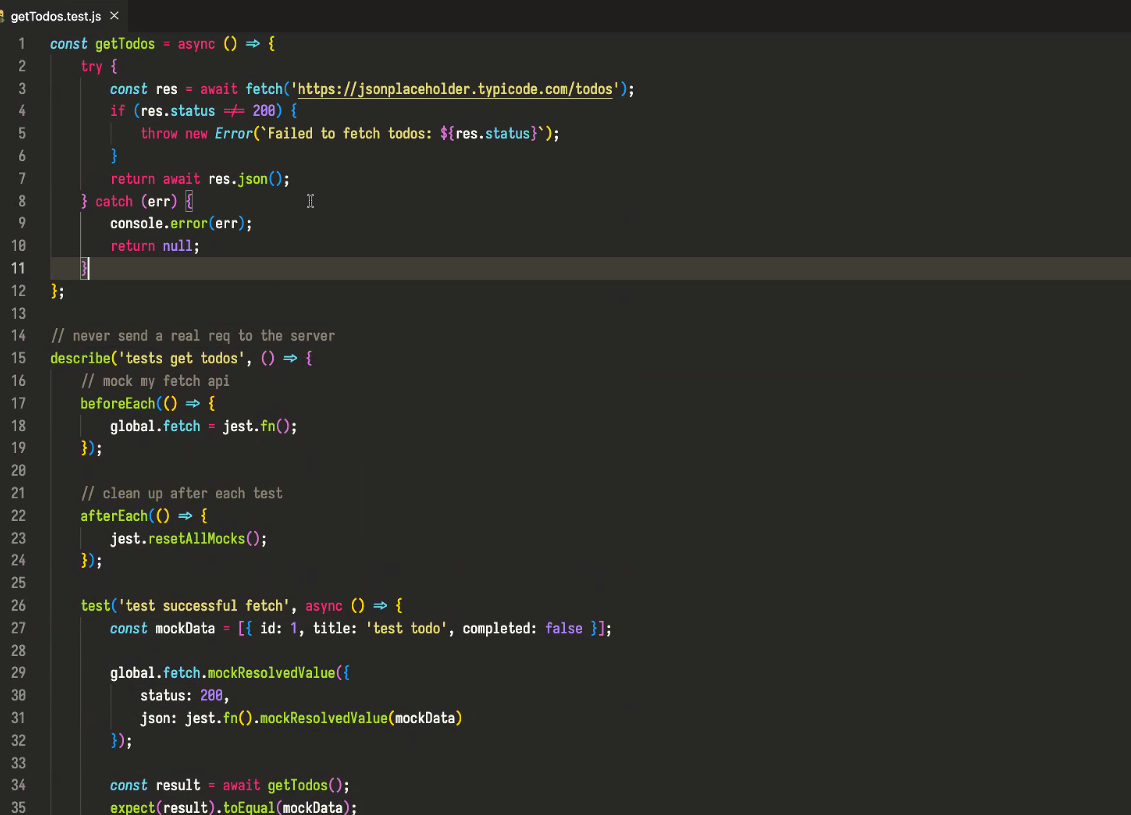 getTodos.test.js ×
1 const getTodos = async () => {
2     try {
3         const res = await fetch('https://jsonplaceholder.typicode.com/todos');
4         if (res.status !== 200) {
5             throw new Error(`Failed to fetch todos: ${res.status}`);
6         }
7         return await res.json();
8     } catch (err) {
9         console.error(err);
10         return null;
11     }
12 };
13
14 // never send a real req to the server
15 describe('tests get todos', () => {
16     // mock my fetch api
17     beforeEach(() => {
18         global.fetch = jest.fn();
19     });
20
21     // clean up after each test
22     afterEach(() => {
23         jest.resetAllMocks();
24     });
25
26     test('test successful fetch', async () => {
27         const mockData = [{ id: 1, title: 'test todo', completed: false }];
28
29         global.fetch.mockResolvedValue({
30             status: 200,
31             json: jest.fn().mockResolvedValue(mockData)
32         });
33
34         const result = await getTodos();
35         expect(result).toEqual(mockData);